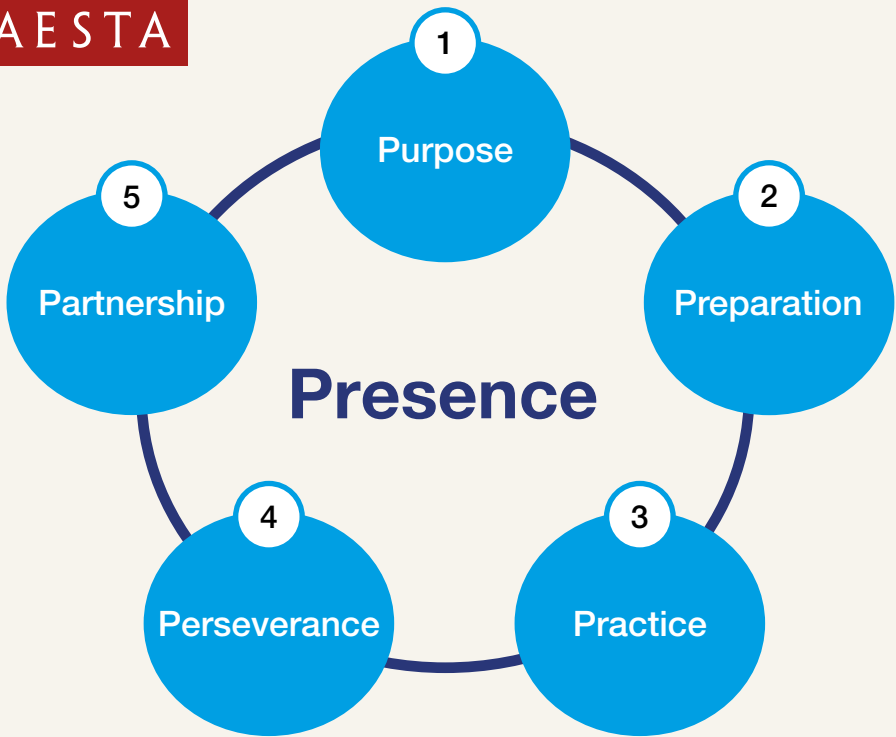 AESTA
1
Purpose
2
Preparation
3
Practice
4
Perseverance
5
Partnership
Presence